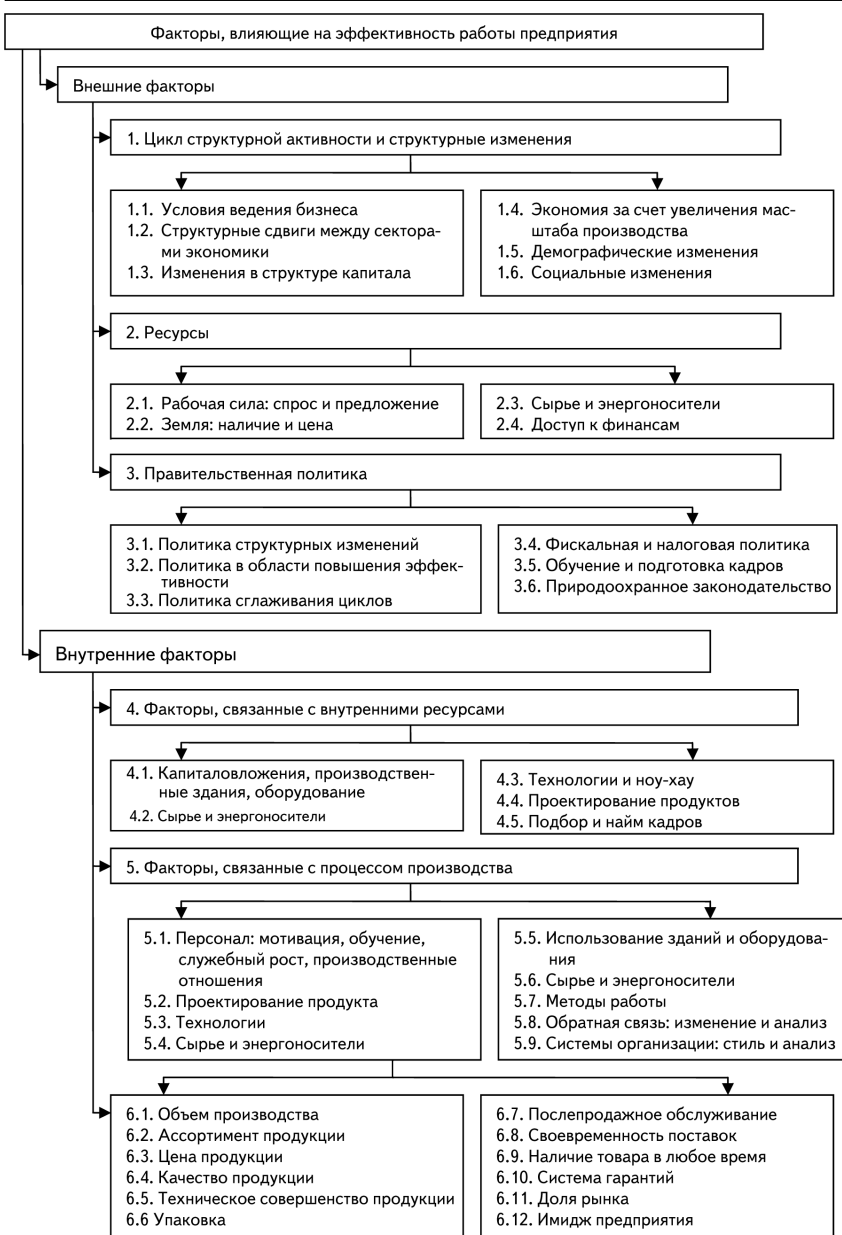 Факторы, влияющие на эффективность работы предприятия
Внешние факторы
1. Цикл структурной активности и структурные изменения
1.1. Условия ведения бизнеса
1.2. Структурные сдвиги между сектора-
ми экономики
1.3. Изменения в структуре капитала
1.4. Экономия за счет увеличения мас-
штаба производства
1.5. Демографические изменения
1.6. Социальные изменения
2. Ресурсы
2.1. Рабочая сила: спрос и предложение
2.2. Земля: наличие и цена
2.3. Сырье и энергоносители
2.4. Доступ к финансам
3. Правительственная политика
3.1. Политика структурных изменений
3.2. Политика в области повышения эффек-
тивности
3.3. Политика сглаживания циклов
3.4. Фискальная и налоговая политика
3.5. Обучение и подготовка кадров
3.6. Природоохранное законодательство
Внутренние факторы
4. Факторы, связанные с внутренними ресурсами
4.1. Капиталовложения, производствен-
ные здания, оборудование
4.2. Сырье и энергоносители
4.3. Технологии и ноу-хау
4.4. Проектирование продуктов
4.5. Подбор и найм кадров
5. Факторы, связанные с процессом производства
5.1. Персонал: мотивация, обучение,
служебный рост, производственные
отношения
5.2. Проектирование продукта
5.3. Технологии
5.4. Сырье и энергоносители
5.5. Использование зданий и оборудова-
ния
5.6. Сырье и энергоносители
5.7. Методы работы
5.8. Обратная связь: изменение и анализ
5.9. Системы организации: стиль и анализ
6.1. Объем производства
6.2. Ассортимент продукции
6.3. Цена продукции
6.4. Качество продукции
6.5. Техническое совершенство продукции
6.6 Упаковка
6.7. Послепродажное обслуживание
6.8. Своевременность поставок
6.9. Наличие товара в любое время
6.10. Система гарантий
6.11. Доля рынка
6.12. Имидж предприятия